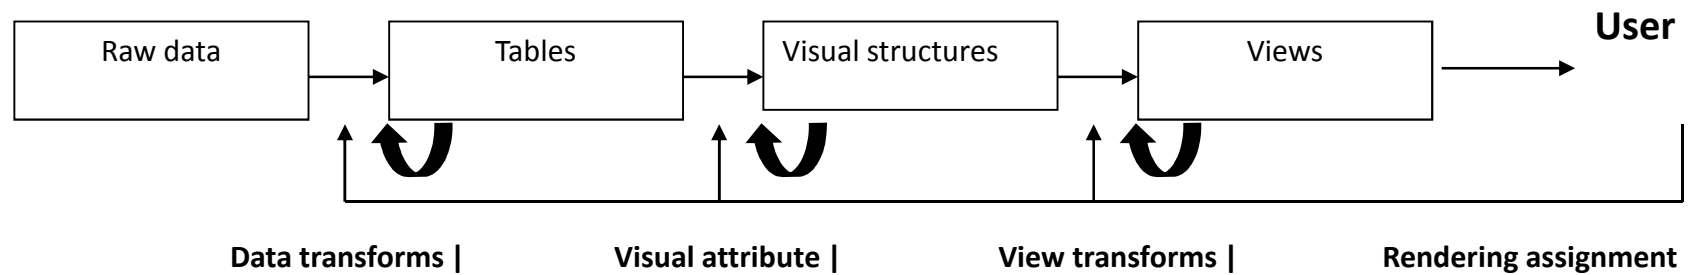 User
Raw data
Tables
Visual structures
Views
Data transforms |
Visual attribute |
View transforms |
Rendering assignment